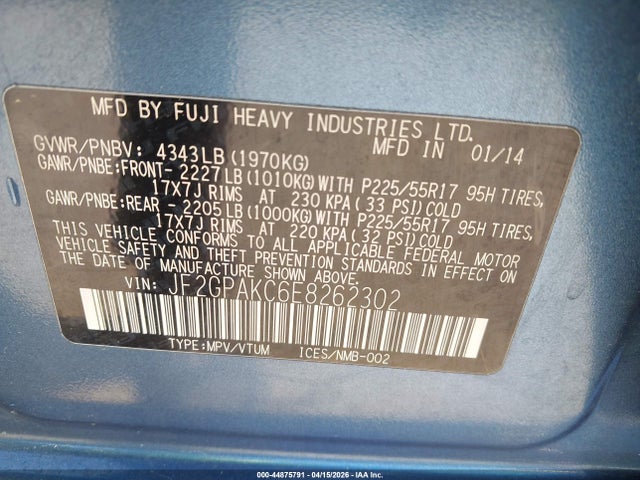 MFD BY FUJI HEAVY INDUSTRIES LTD.
GVWR/PNBV: 4343LB(1970KG) MFD IN 01/14
GAWR/PNBE:FRONT- 2227LB(1010KG)WITH P225/55R17 95H TIRES,
17X7J RIMS AT 230 KPA(33 PSI)COLD
GAWR/PNBE:REAR - 2205LB(1000KG)WITH P225/55R17 95H TIRES,
17X7J RIMS AT 220 KPA(32 PSI)COLD
THIS VEHICLE CONFORMS TO ALL APPLICABLE FEDERAL MOTOR
VEHICLE SAFETY AND THEFT PREVENTION STANDARDS IN EFFECT ON
THE DATE OF MANUFACTURE SHOWN ABOVE.
VIN: JF2GPAKC6E8262302
TYPE:MPV/VTUM ICES/NMB-002
000-44875791 - 04/15/2026 - IAA Inc.